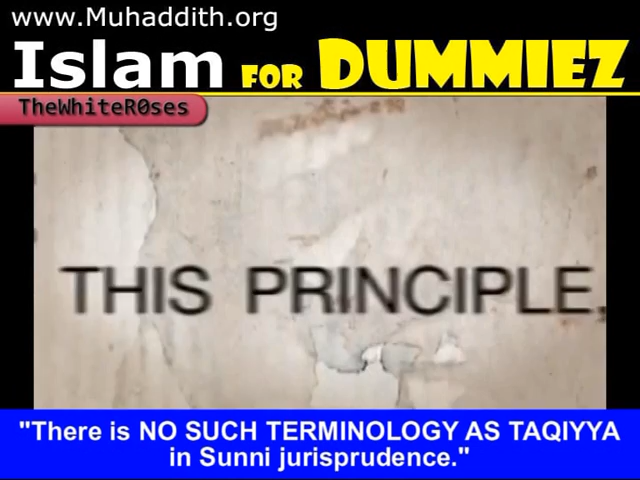 www.Muhaddith.org
Islam FOR DUMMIEZ
TheWhiteR0ses
THIS PRINCIPLE,
"There is NO SUCH TERMINOLOGY AS TAQIYYA
in Sunni jurisprudence."